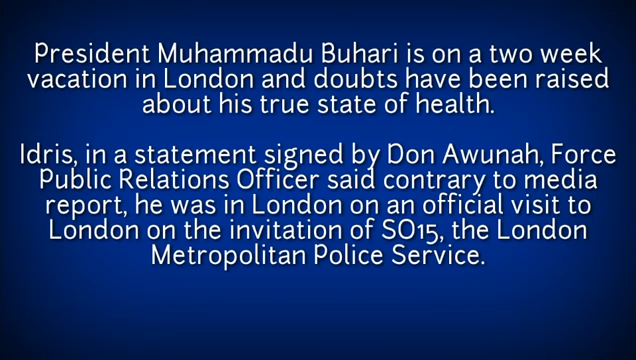 President Muhammadu Buhari is on a two week
vacation in London and doubts have been raised
about his true state of health.
Idris, in a statement signed by Don Awunah, Force
Public Relations Officer said contrary to media
report, he was in London on an official visit to
London on the invitation of SO15, the London
Metropolitan Police Service.